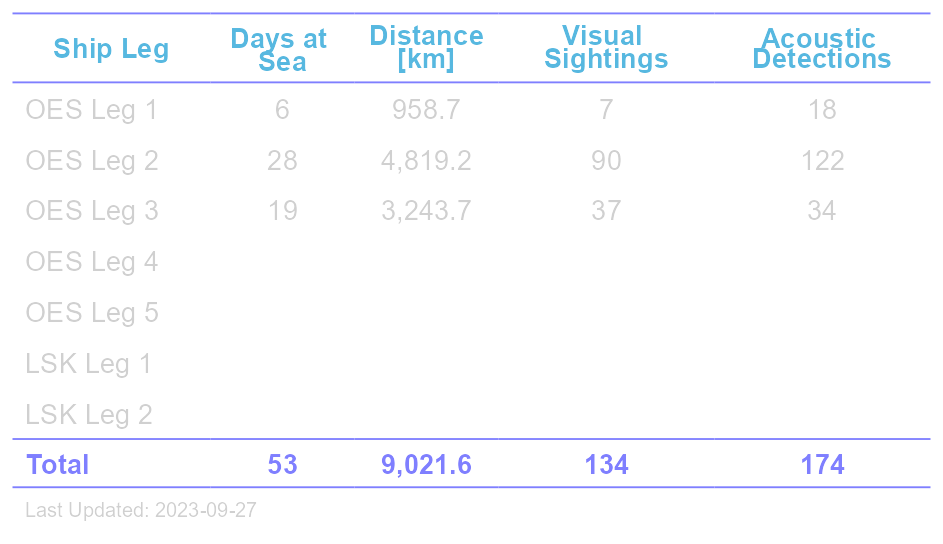 Ship Leg Days at Sea Distance [km] Visual Sightings Acoustic Detections
OES Leg 1 6 958.7 7 18
OES Leg 2 28 4,819.2 90 122
OES Leg 3 19 3,243.7 37 34
OES Leg 4
OES Leg 5
LSK Leg 1
LSK Leg 2
Total 53 9,021.6 134 174
Last Updated: 2023-09-27